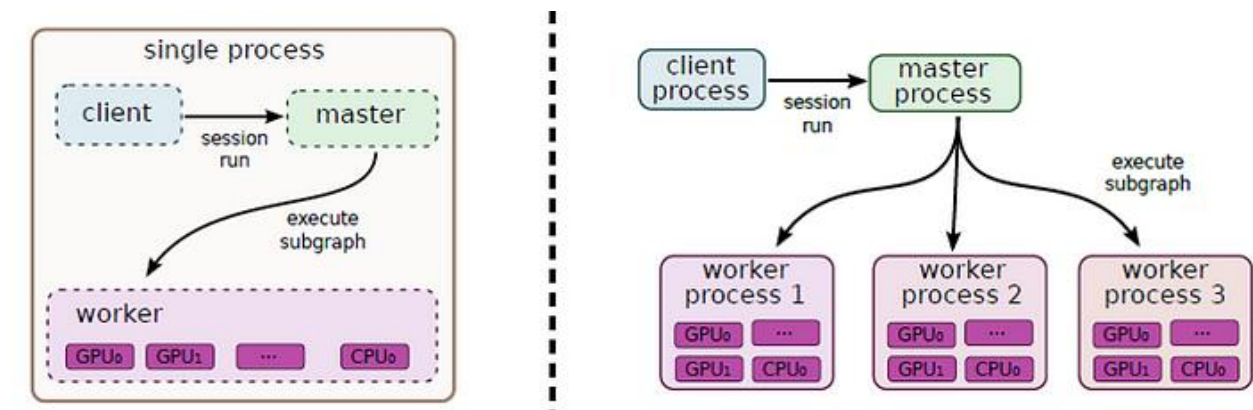 single process
client
master
session
run
execute
subgraph
worker
GPU₀
GPU₁
...
CPU₀
client
process
master
process
session
run
execute
subgraph
worker
process 1
GPU₀
...
GPU₁
CPU₀
worker
process 2
GPU₀
...
GPU₁
CPU₀
worker
process 3
GPU₀
...
GPU₁
CPU₀